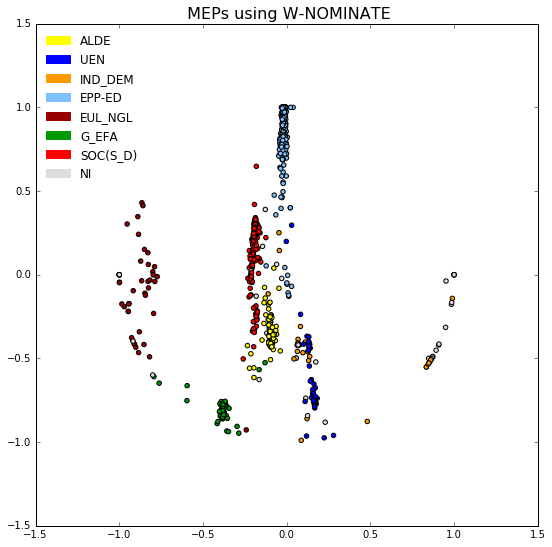 MEPs using W-NOMINATE
1.5
ALDE
UEN
IND_DEM
EPP-ED
EUL_NGL
G_EFA
SOC(S_D)
NI
1.0
0.5
0.0
−0.5
−1.0
−1.5
−1.5 −1.0 −0.5 0.0 0.5 1.0 1.5